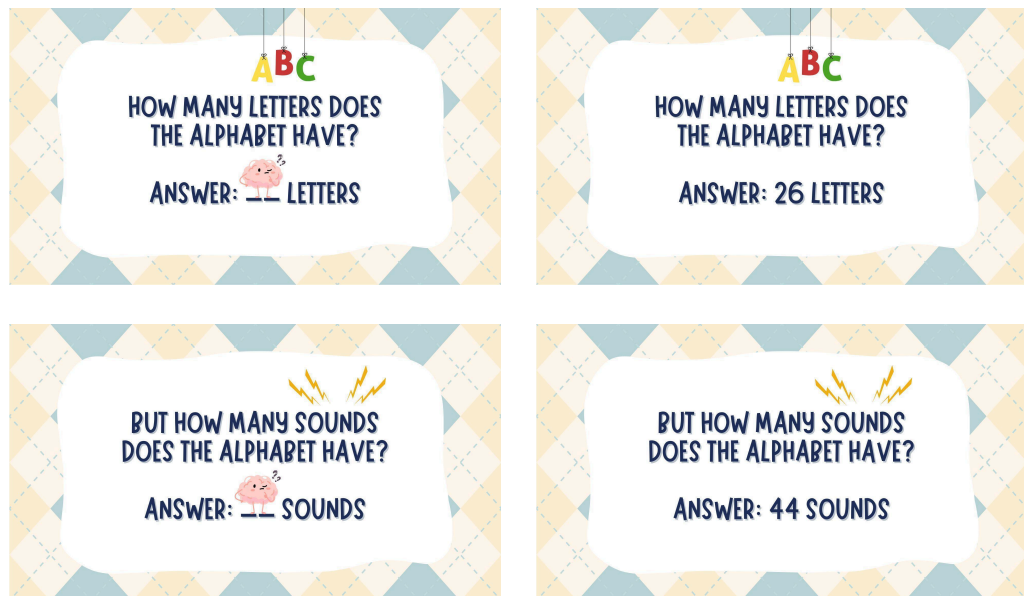 ABC
HOW MANY LETTERS DOES
THE ALPHABET HAVE?
ANSWER: __ LETTERS
ABC
HOW MANY LETTERS DOES
THE ALPHABET HAVE?
ANSWER: 26 LETTERS
BUT HOW MANY SOUNDS
DOES THE ALPHABET HAVE?
ANSWER: __ SOUNDS
BUT HOW MANY SOUNDS
DOES THE ALPHABET HAVE?
ANSWER: 44 SOUNDS